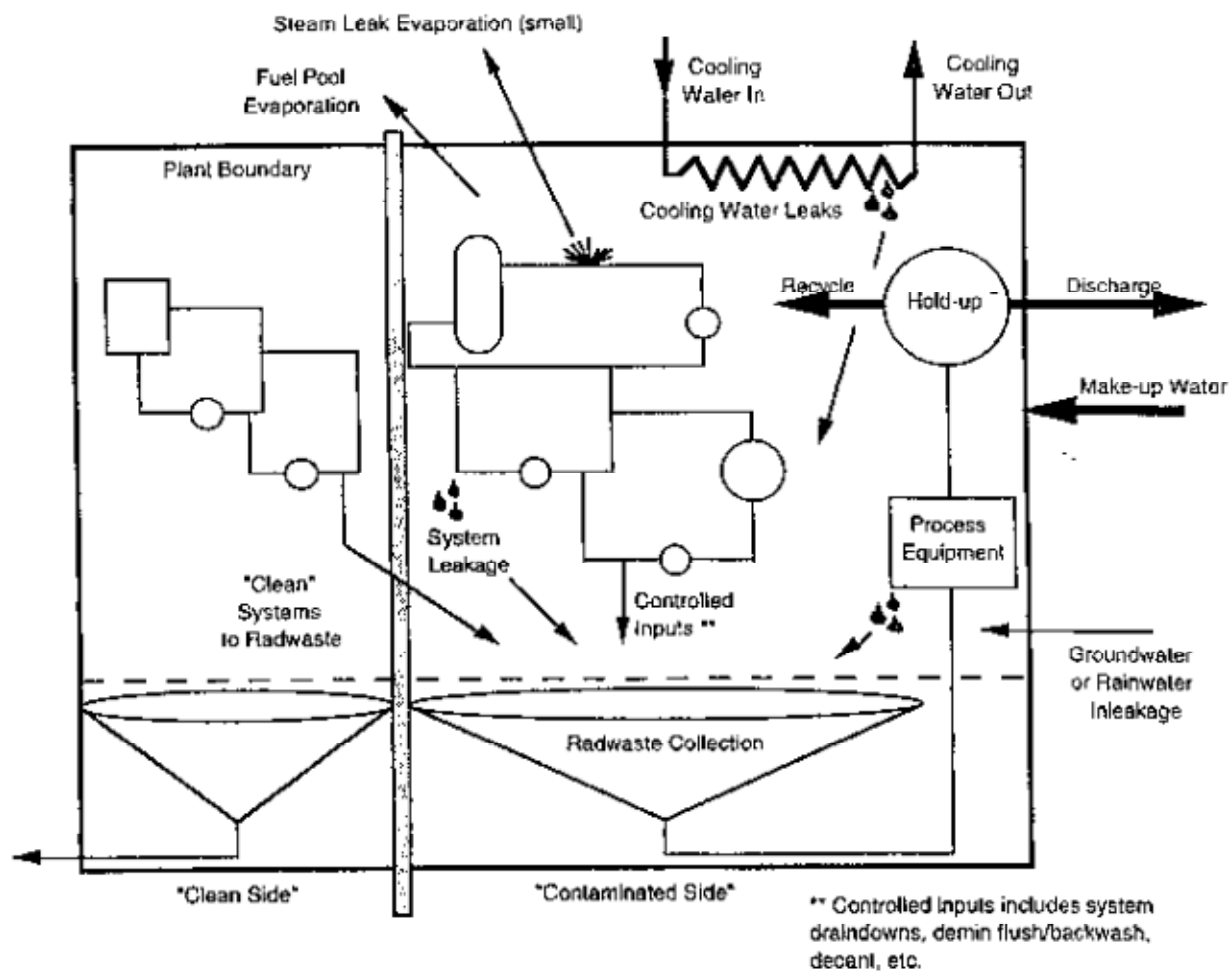 Steam Leak Evaporation (small)
Fuel Pool
Evaporation
Cooling
Water In
Cooling
Water Out
Plant Boundary
Cooling Water Leaks
Recycle
Hold-up
Discharge
Make-up Water
Process
Equipment
System
Leakage
"Clean"
Systems
to Radwaste
Controlled
Inputs **
Groundwater
or Rainwater
Inleakage
Radwaste Collection
"Clean Side"
"Contaminated Side"
** Controlled Inputs includes system
draindowns, demin flush/backwash,
decant, etc.